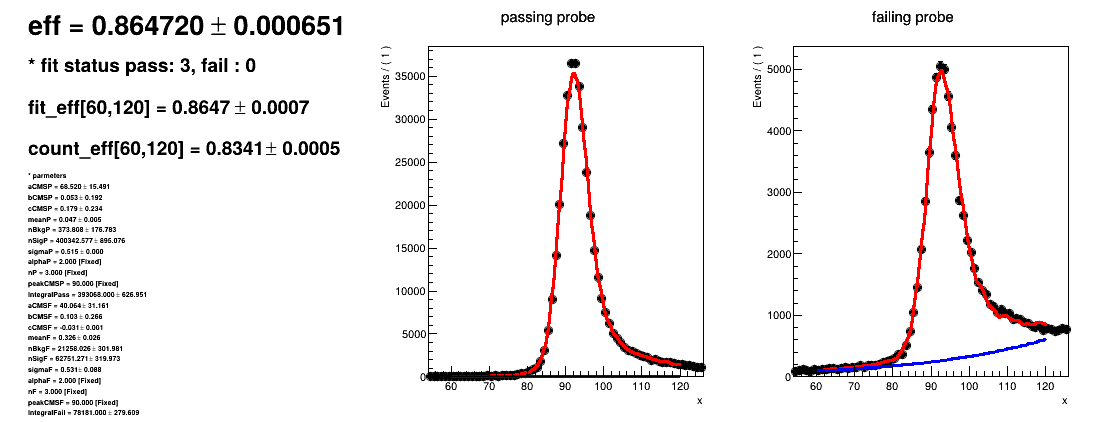 eff = 0.864720 ± 0.000651
* fit status pass: 3, fail : 0
fit_eff[60,120] = 0.8647 ± 0.0007
count_eff[60,120] = 0.8341± 0.0005
* parmeters
aCMSP = 66.520 ± 15.491
bCMSP = 0.053 ± 0.192
cCMSP = 0.179 ± 0.234
meanP = 0.047 ± 0.005
nBkgP = 373.808 ± 176.783
nSigP = 400342.577 ± 895.076
sigmaP = 0.515 ± 0.000
alphaP = 2.000 [Fixed]
nP = 3.000 [Fixed]
peakCMSP = 90.000 [Fixed]
integralPass = 393068.000 ± 626.951
aCMSF = 40.064 ± 31.161
bCMSF = 0.103 ± 0.266
cCMSF = -0.031 ± 0.001
meanF = 0.326 ± 0.026
nBkgF = 21258.026 ± 301.981
nSigF = 62751.271 ± 319.973
sigmaF = 0.531 ± 0.088
alphaF = 2.000 [Fixed]
nF = 3.000 [Fixed]
peakCMSF = 90.000 [Fixed]
integralFail = 78181.000 ± 279.609
passing probe
Events / ( 1 )
35000
30000
25000
20000
15000
10000
5000
0
60 70 80 90 100 110 120
x
failing probe
Events / ( 1 )
5000
4000
3000
2000
1000
0
60 70 80 90 100 110 120
x